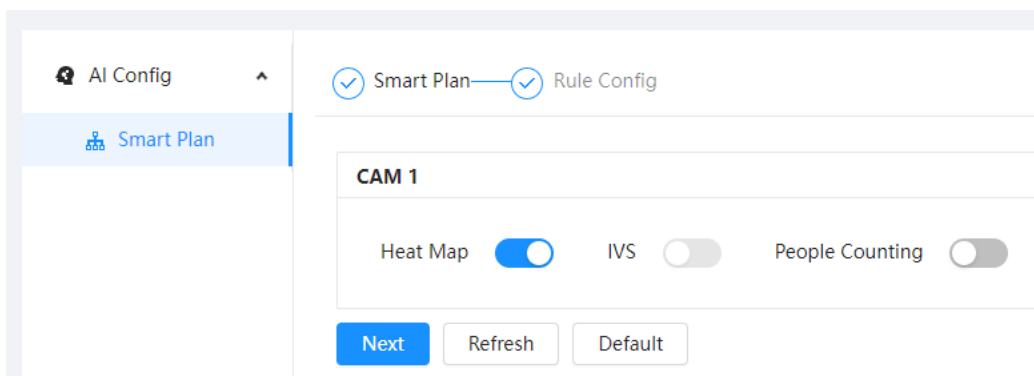 AI Config
Smart Plan
Smart Plan Rule Config
CAM 1
Heat Map IVS People Counting
Next Refresh Default